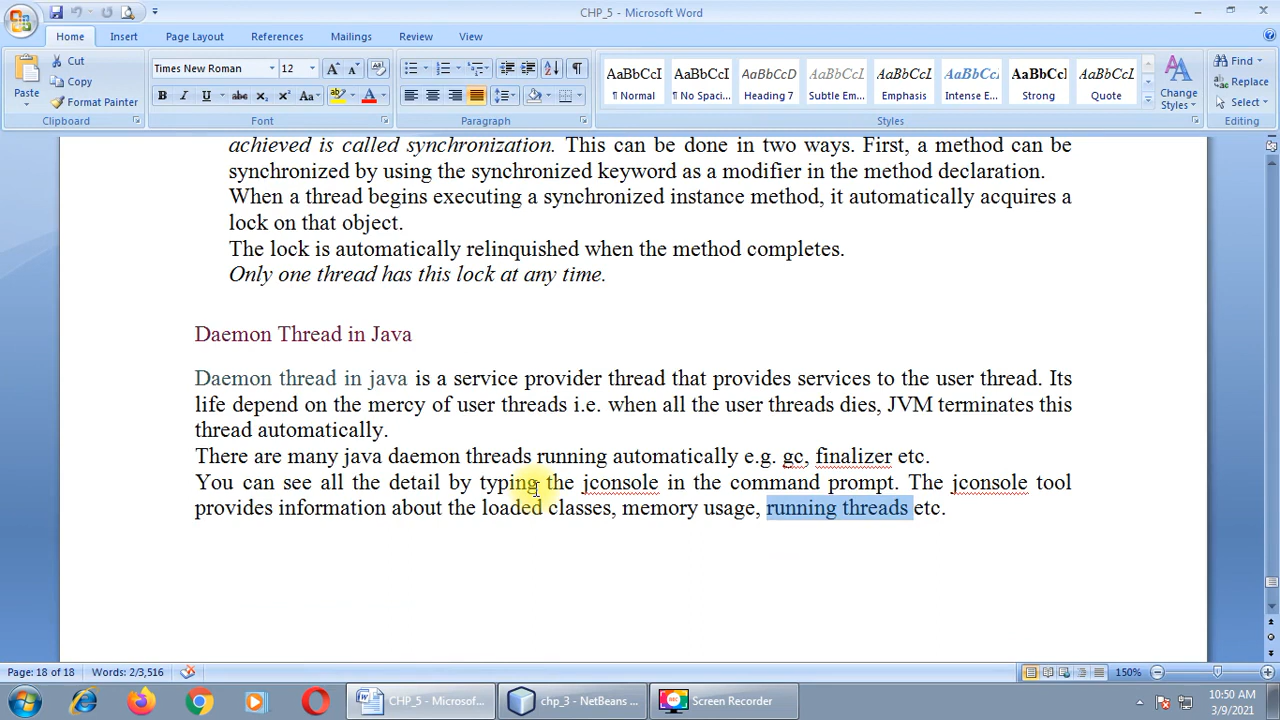 CHP_5 - Microsoft Word
Home Insert Page Layout References Mailings Review View
Paste
Cut
Copy
Format Painter
Clipboard
Times New Roman 12
Font
Paragraph
AaBbCcI AaBbCcI AaBbCcD AaBbCcI AaBbCcI AaBbCc. AaBbCcI AaBbCcI
¶ Normal ¶ No Spaci... Heading 7 Subtle Em... Emphasis Intense E... Strong Quote
Change Styles
Styles
Find
Replace
Select
Editing
achieved is called synchronization. This can be done in two ways. First, a method can be
synchronized by using the synchronized keyword as a modifier in the method declaration.
When a thread begins executing a synchronized instance method, it automatically acquires a
lock on that object.
The lock is automatically relinquished when the method completes.
Only one thread has this lock at any time.
Daemon Thread in Java
Daemon thread in java is a service provider thread that provides services to the user thread. Its
life depend on the mercy of user threads i.e. when all the user threads dies, JVM terminates this
thread automatically.
There are many java daemon threads running automatically e.g. gc, finalizer etc.
You can see all the detail by typing the jconsole in the command prompt. The jconsole tool
provides information about the loaded classes, memory usage, running threads etc.
Page: 18 of 18 Words: 2/3,516 150%
CHP_5 - Microsof... chp_3 - NetBeans ... Screen Recorder
10:50 AM
3/9/2021